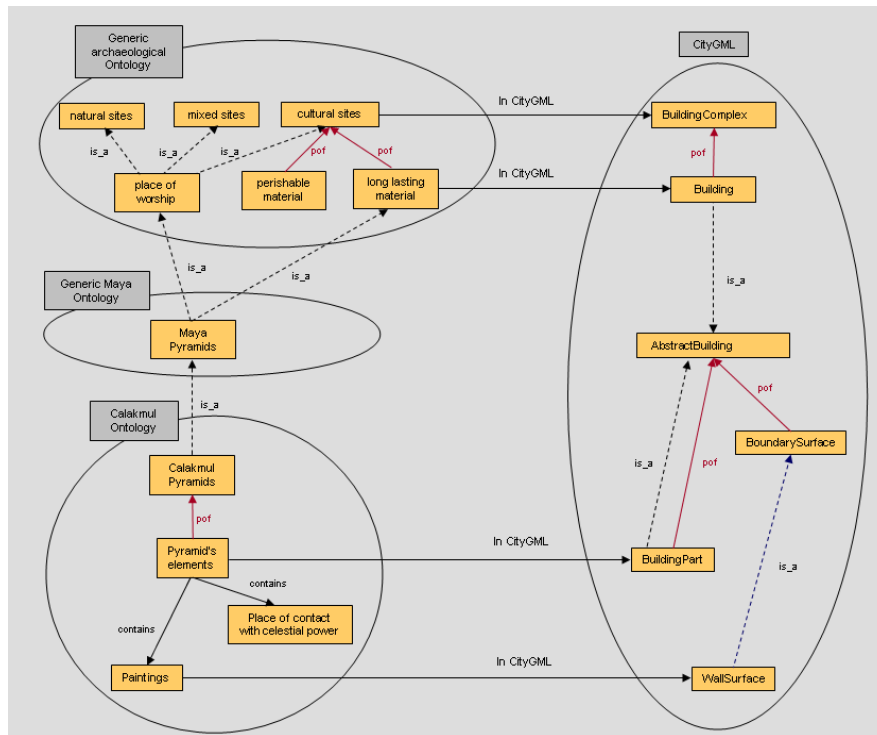 Generic
archaeological
Ontology
CityGML
natural sites
mixed sites
cultural sites
In CityGML
BuildingComplex
is_a
is_a
is_a
pof
pof
pof
place of
worship
perishable
material
long lasting
material
In CityGML
Building
is_a
is_a
is_a
Generic Maya
Ontology
Maya
Pyramids
AbstractBuilding
is_a
pof
Calakmul
Ontology
BoundarySurface
Calakmul
Pyramids
is_a
pof
pof
Pyramid's
elements
In CityGML
BuildingPart
is_a
contains
Place of contact
with celestial power
contains
In CityGML
Paintings
WallSurface